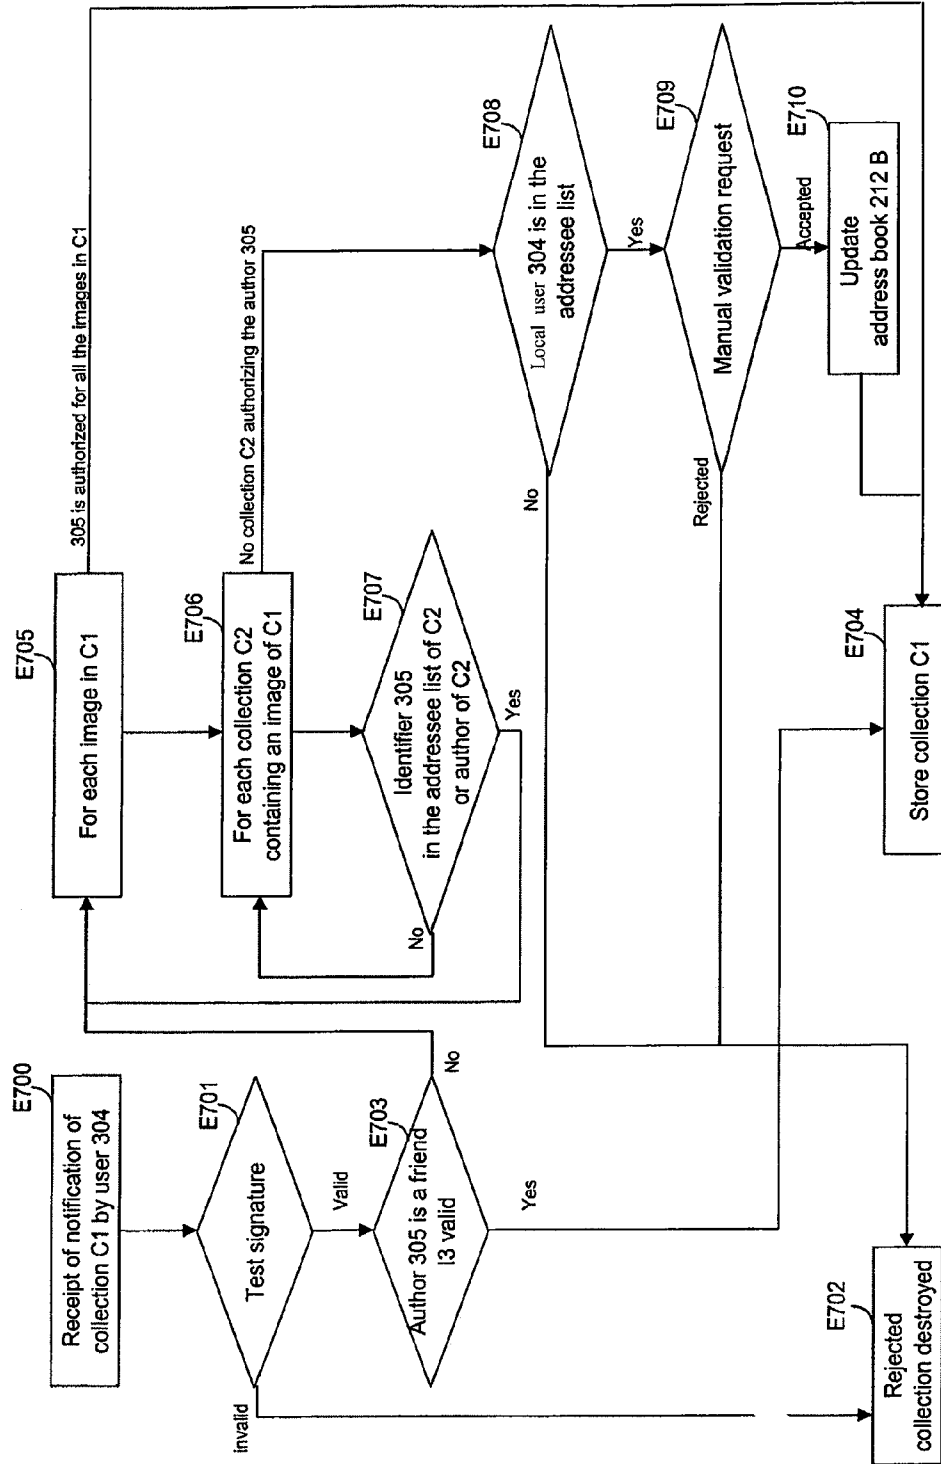 E700
Receipt of notification of
collection C1 by user 304
E701
Test signature
invalid
Valid
E703
Author 305 is a friend
I3 valid
No
Yes
E702
Rejected
collection destroyed
E705
For each image in C1
305 is authorized for all the images in C1
E706
For each collection C2
containing an image of C1
No collection C2 authorizing the author 305
E707
Identifier 305
in the addressee list of C2
or author of C2
No
Yes
E708
Local user 304 is in the
addressee list
No
Yes
E709
Manual validation request
Rejected
Accepted
E710
Update
address book 212 B
E704
Store collection C1